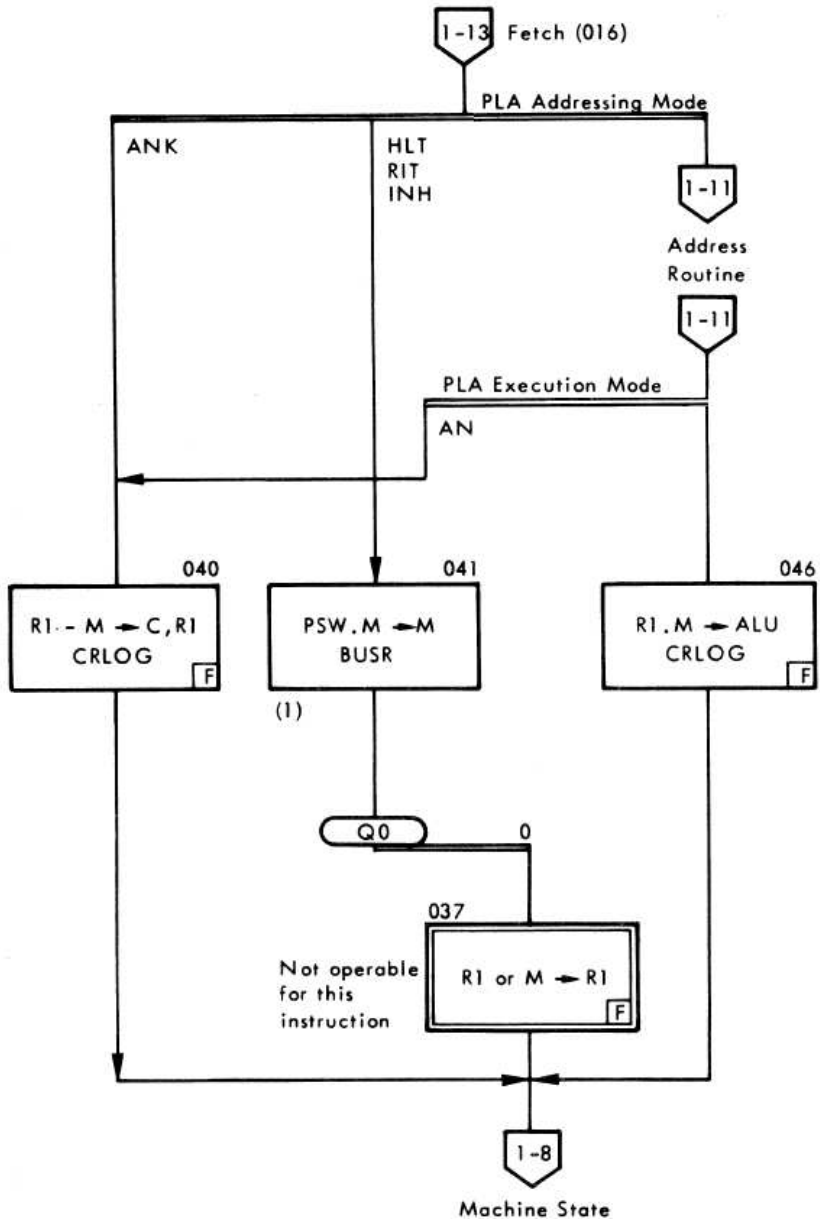 1-13 Fetch (016)
PLA Addressing Mode
ANK
HLT
RIT
INH
1-11
Address
Routine
1-11
PLA Execution Mode
AN
040
R1 - M → C, R1
CRLOG
F
041
PSW.M → M
BUSR
(1)
046
R1.M → ALU
CRLOG
F
Q0
0
037
R1 or M → R1
F
Not operable
for this
instruction
1-8
Machine State